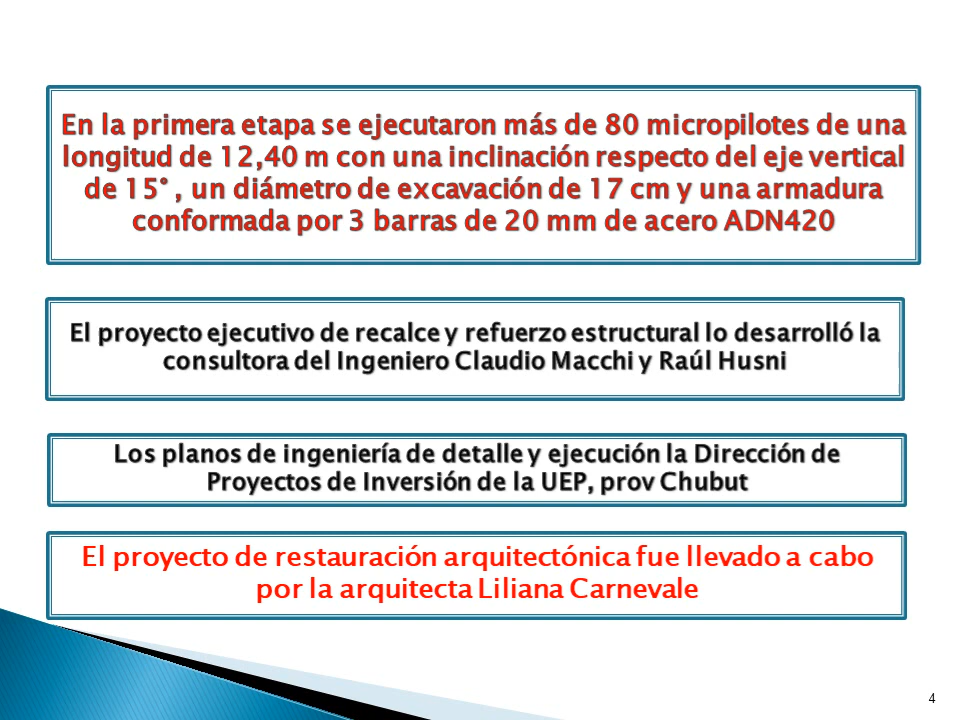 En la primera etapa se ejecutaron más de 80 micropilotes de una
longitud de 12,40 m con una inclinación respecto del eje vertical
de 15° , un diámetro de excavación de 17 cm y una armadura
conformada por 3 barras de 20 mm de acero ADN420
El proyecto ejecutivo de recalce y refuerzo estructural lo desarrolló la
consultora del Ingeniero Claudio Macchi y Raúl Husni
Los planos de ingeniería de detalle y ejecución la Dirección de
Proyectos de Inversión de la UEP, prov Chubut
El proyecto de restauración arquitectónica fue llevado a cabo
por la arquitecta Liliana Carnevale
4